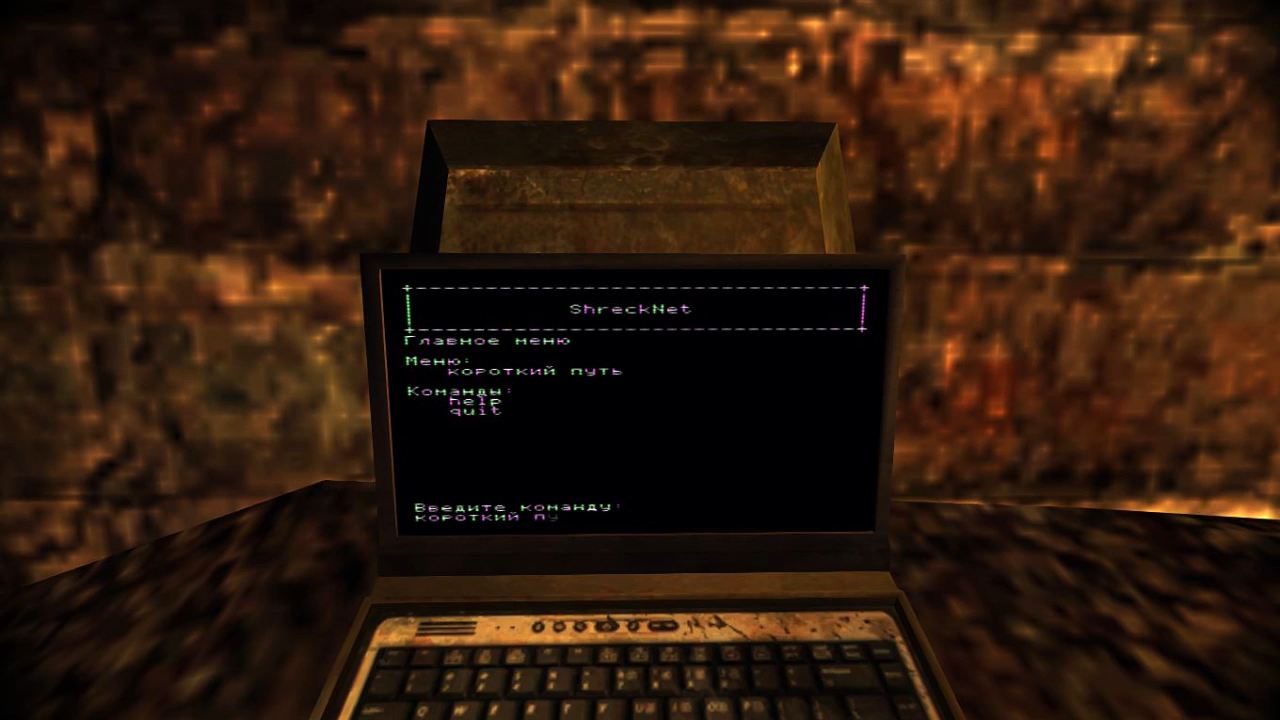 ShreckNet
Главное меню
Меню:
короткий путь
Команды:
help
quit
Введите команду:
короткий пу